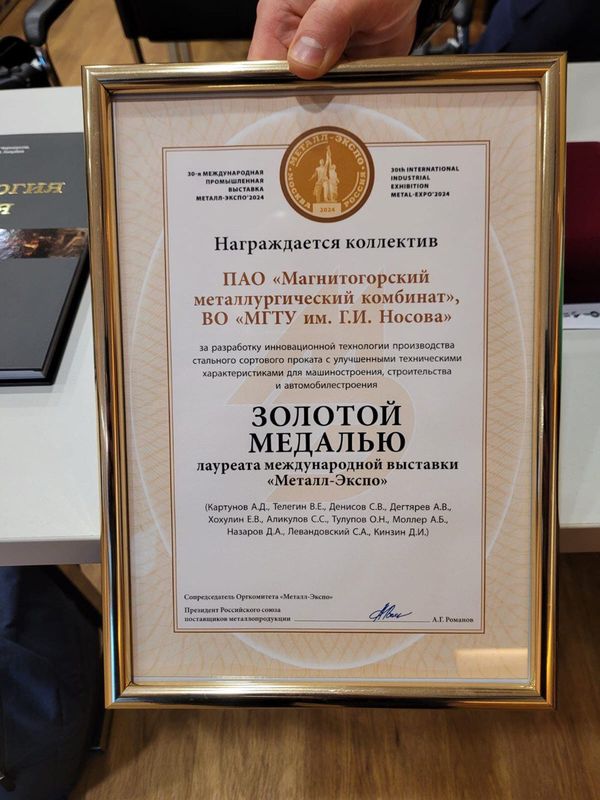 30-я МЕЖДУНАРОДНАЯ
ПРОМЫШЛЕННАЯ
ВЫСТАВКА
МЕТАЛЛ-ЭКСПО'2024
МЕТАЛЛ-ЭКСПО
МОСКВА РОССИЯ
2024
30th INTERNATIONAL
INDUSTRIAL
EXHIBITION
METAL-EXPO'2024
Награждается коллектив
ПАО «Магнитогорский
металлургический комбинат»,
ВО «МГТУ им. Г.И. Носова»
за разработку инновационной технологии производства
стального сортового проката с улучшенными техническими
характеристиками для машиностроения, строительства
и автомобилестроения
ЗОЛОТОЙ
МЕДАЛЬЮ
лауреата международной выставки
«Металл-Экспо»
(Картунов А.Д., Телегин В.Е., Денисов С.В., Дегтярев А.В.,
Хохулин Е.В., Аликулов С.С., Тулупов О.Н., Моллер А.Б.,
Назаров Д.А., Левандовский С.А., Кинзин Д.И.)
Сопредседатель Оргкомитета «Металл-Экспо»
Президент Российского союза
поставщиков металлопродукции А.Г. Романов